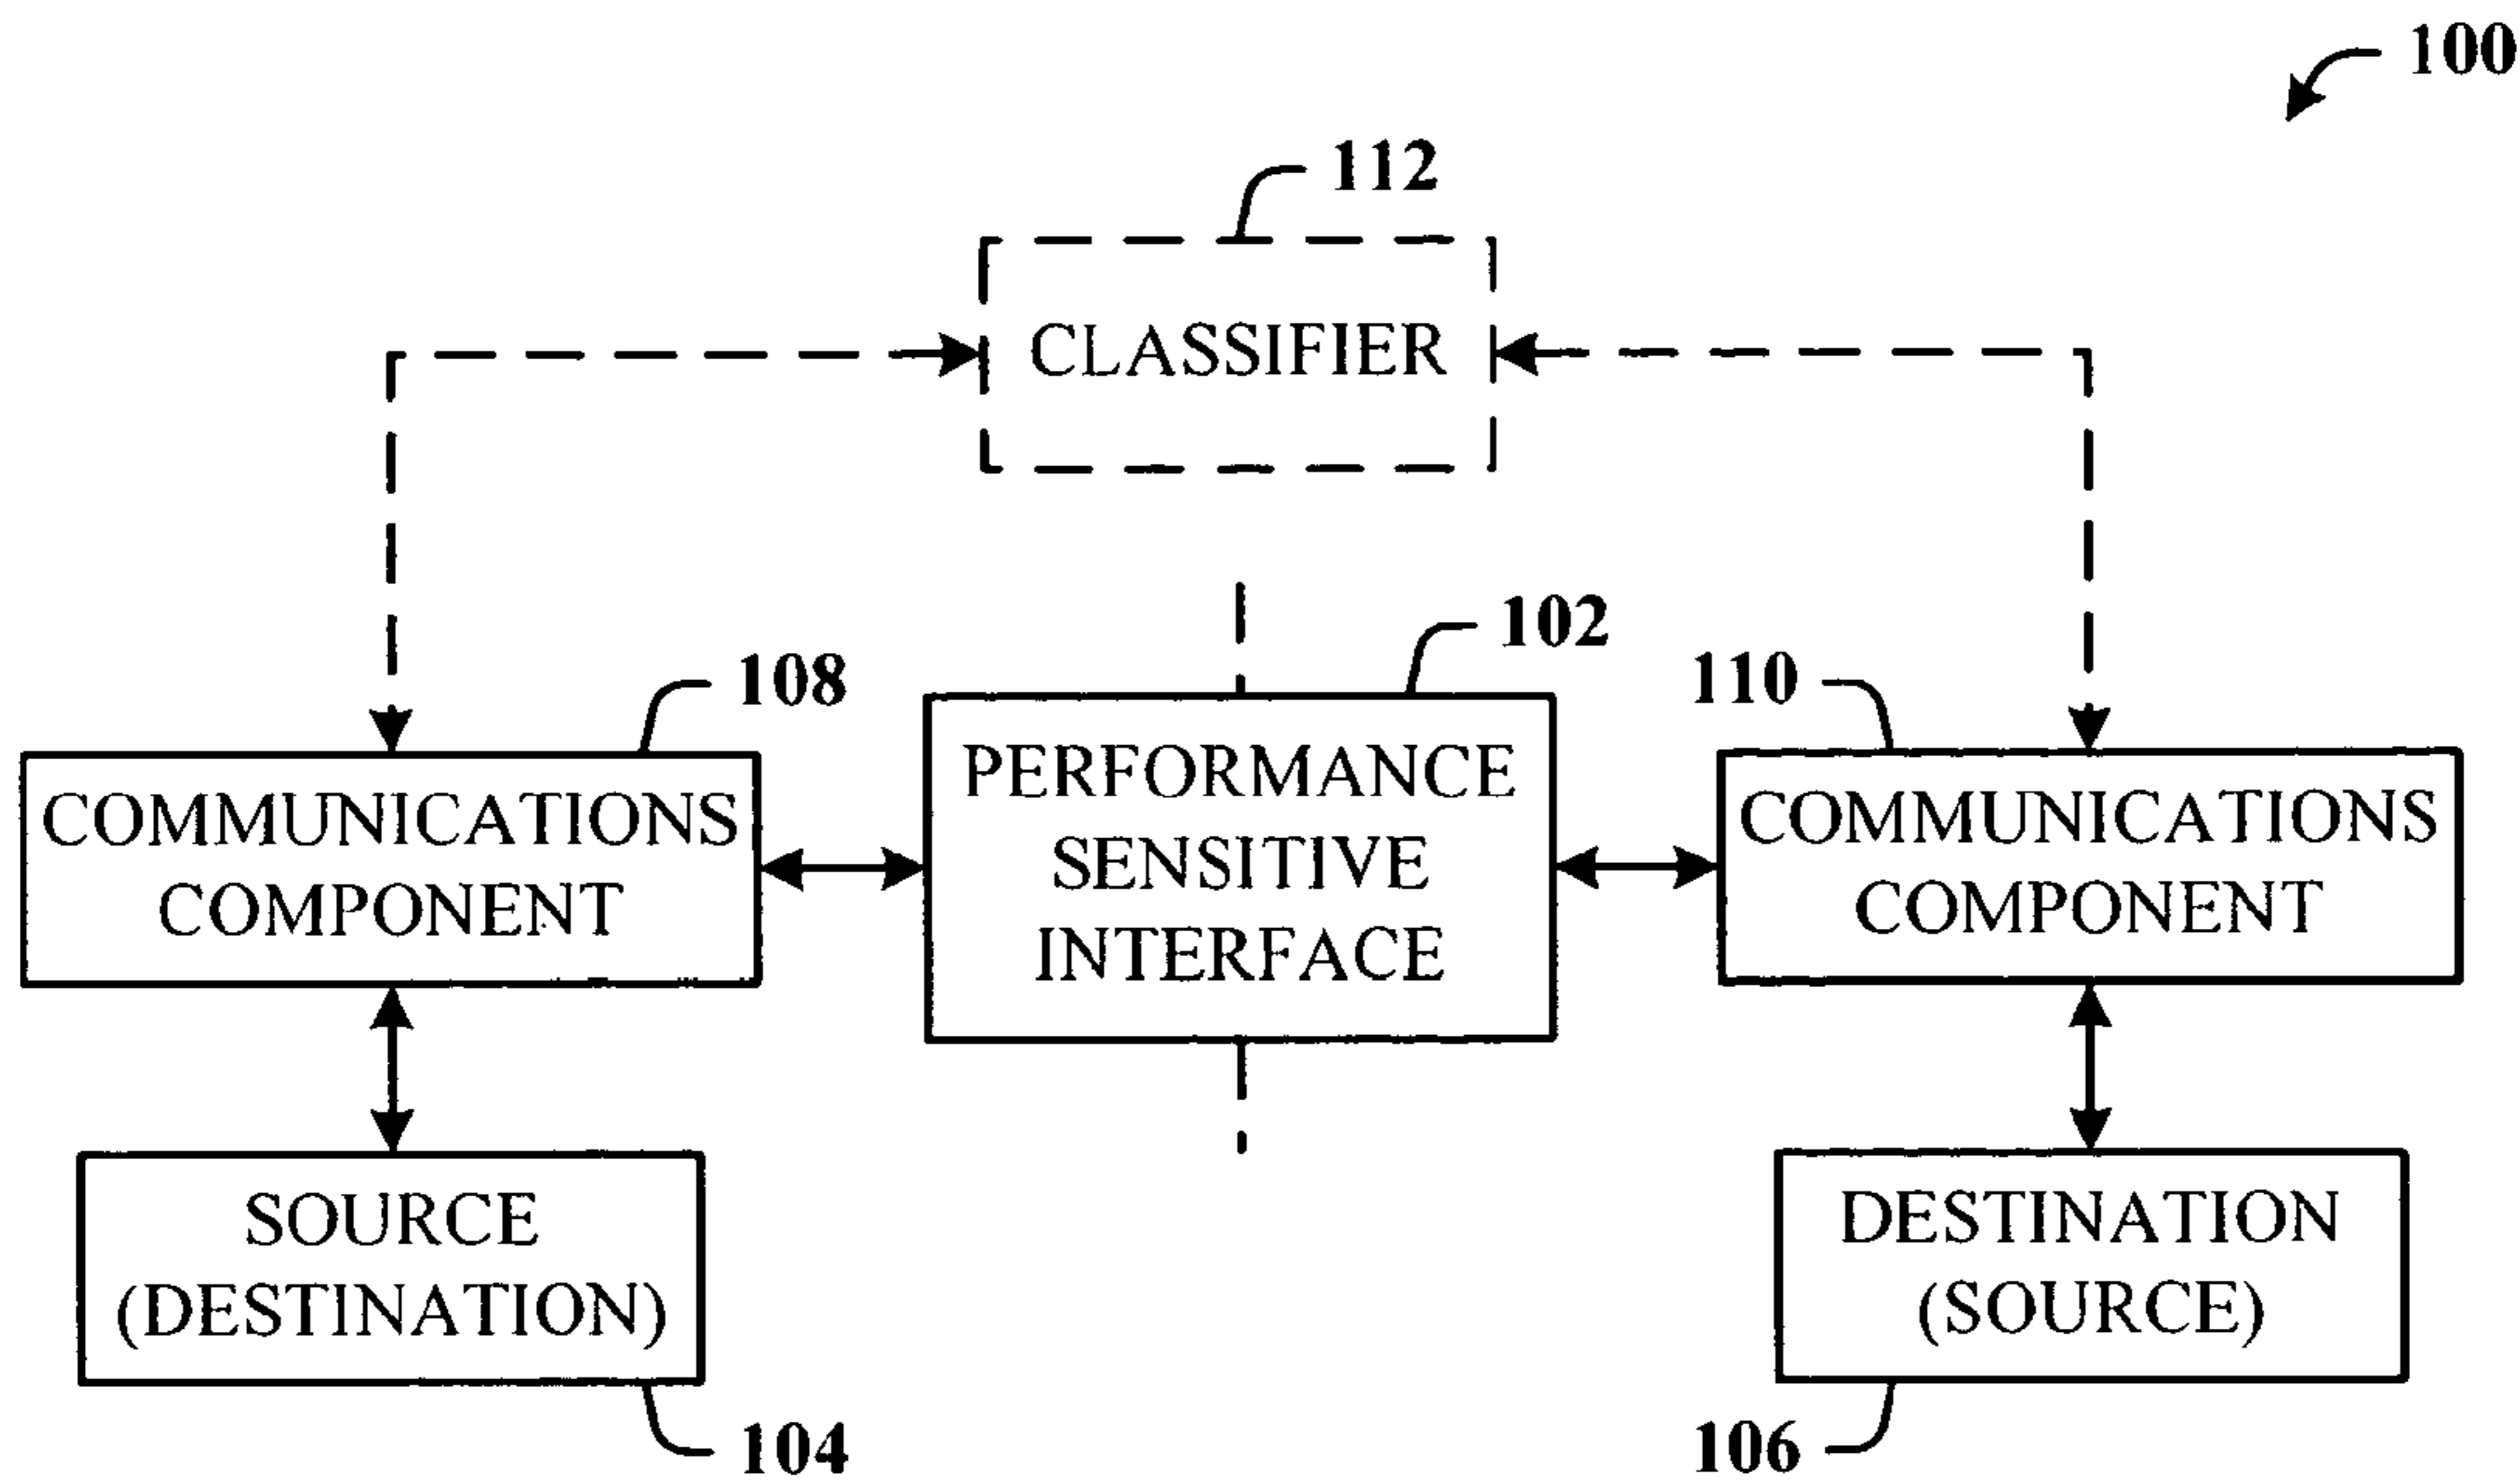 100
112
CLASSIFIER
102
108
110
PERFORMANCE
SENSITIVE
INTERFACE
COMMUNICATIONS
COMPONENT
COMMUNICATIONS
COMPONENT
SOURCE
(DESTINATION)
DESTINATION
(SOURCE)
104
106